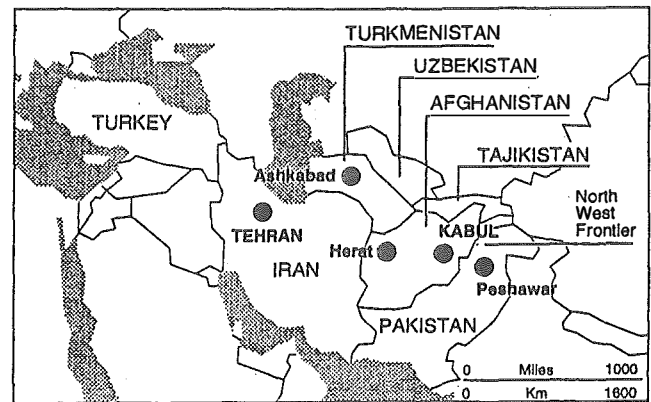 TURKMENISTAN
UZBEKISTAN
AFGHANISTAN
TURKEY
TAJIKISTAN
Ashkabad
North
West
Frontier
TEHRAN
KABUL
Herat
IRAN
Peshawar
PAKISTAN
0 Miles 1000
0 Km 1600